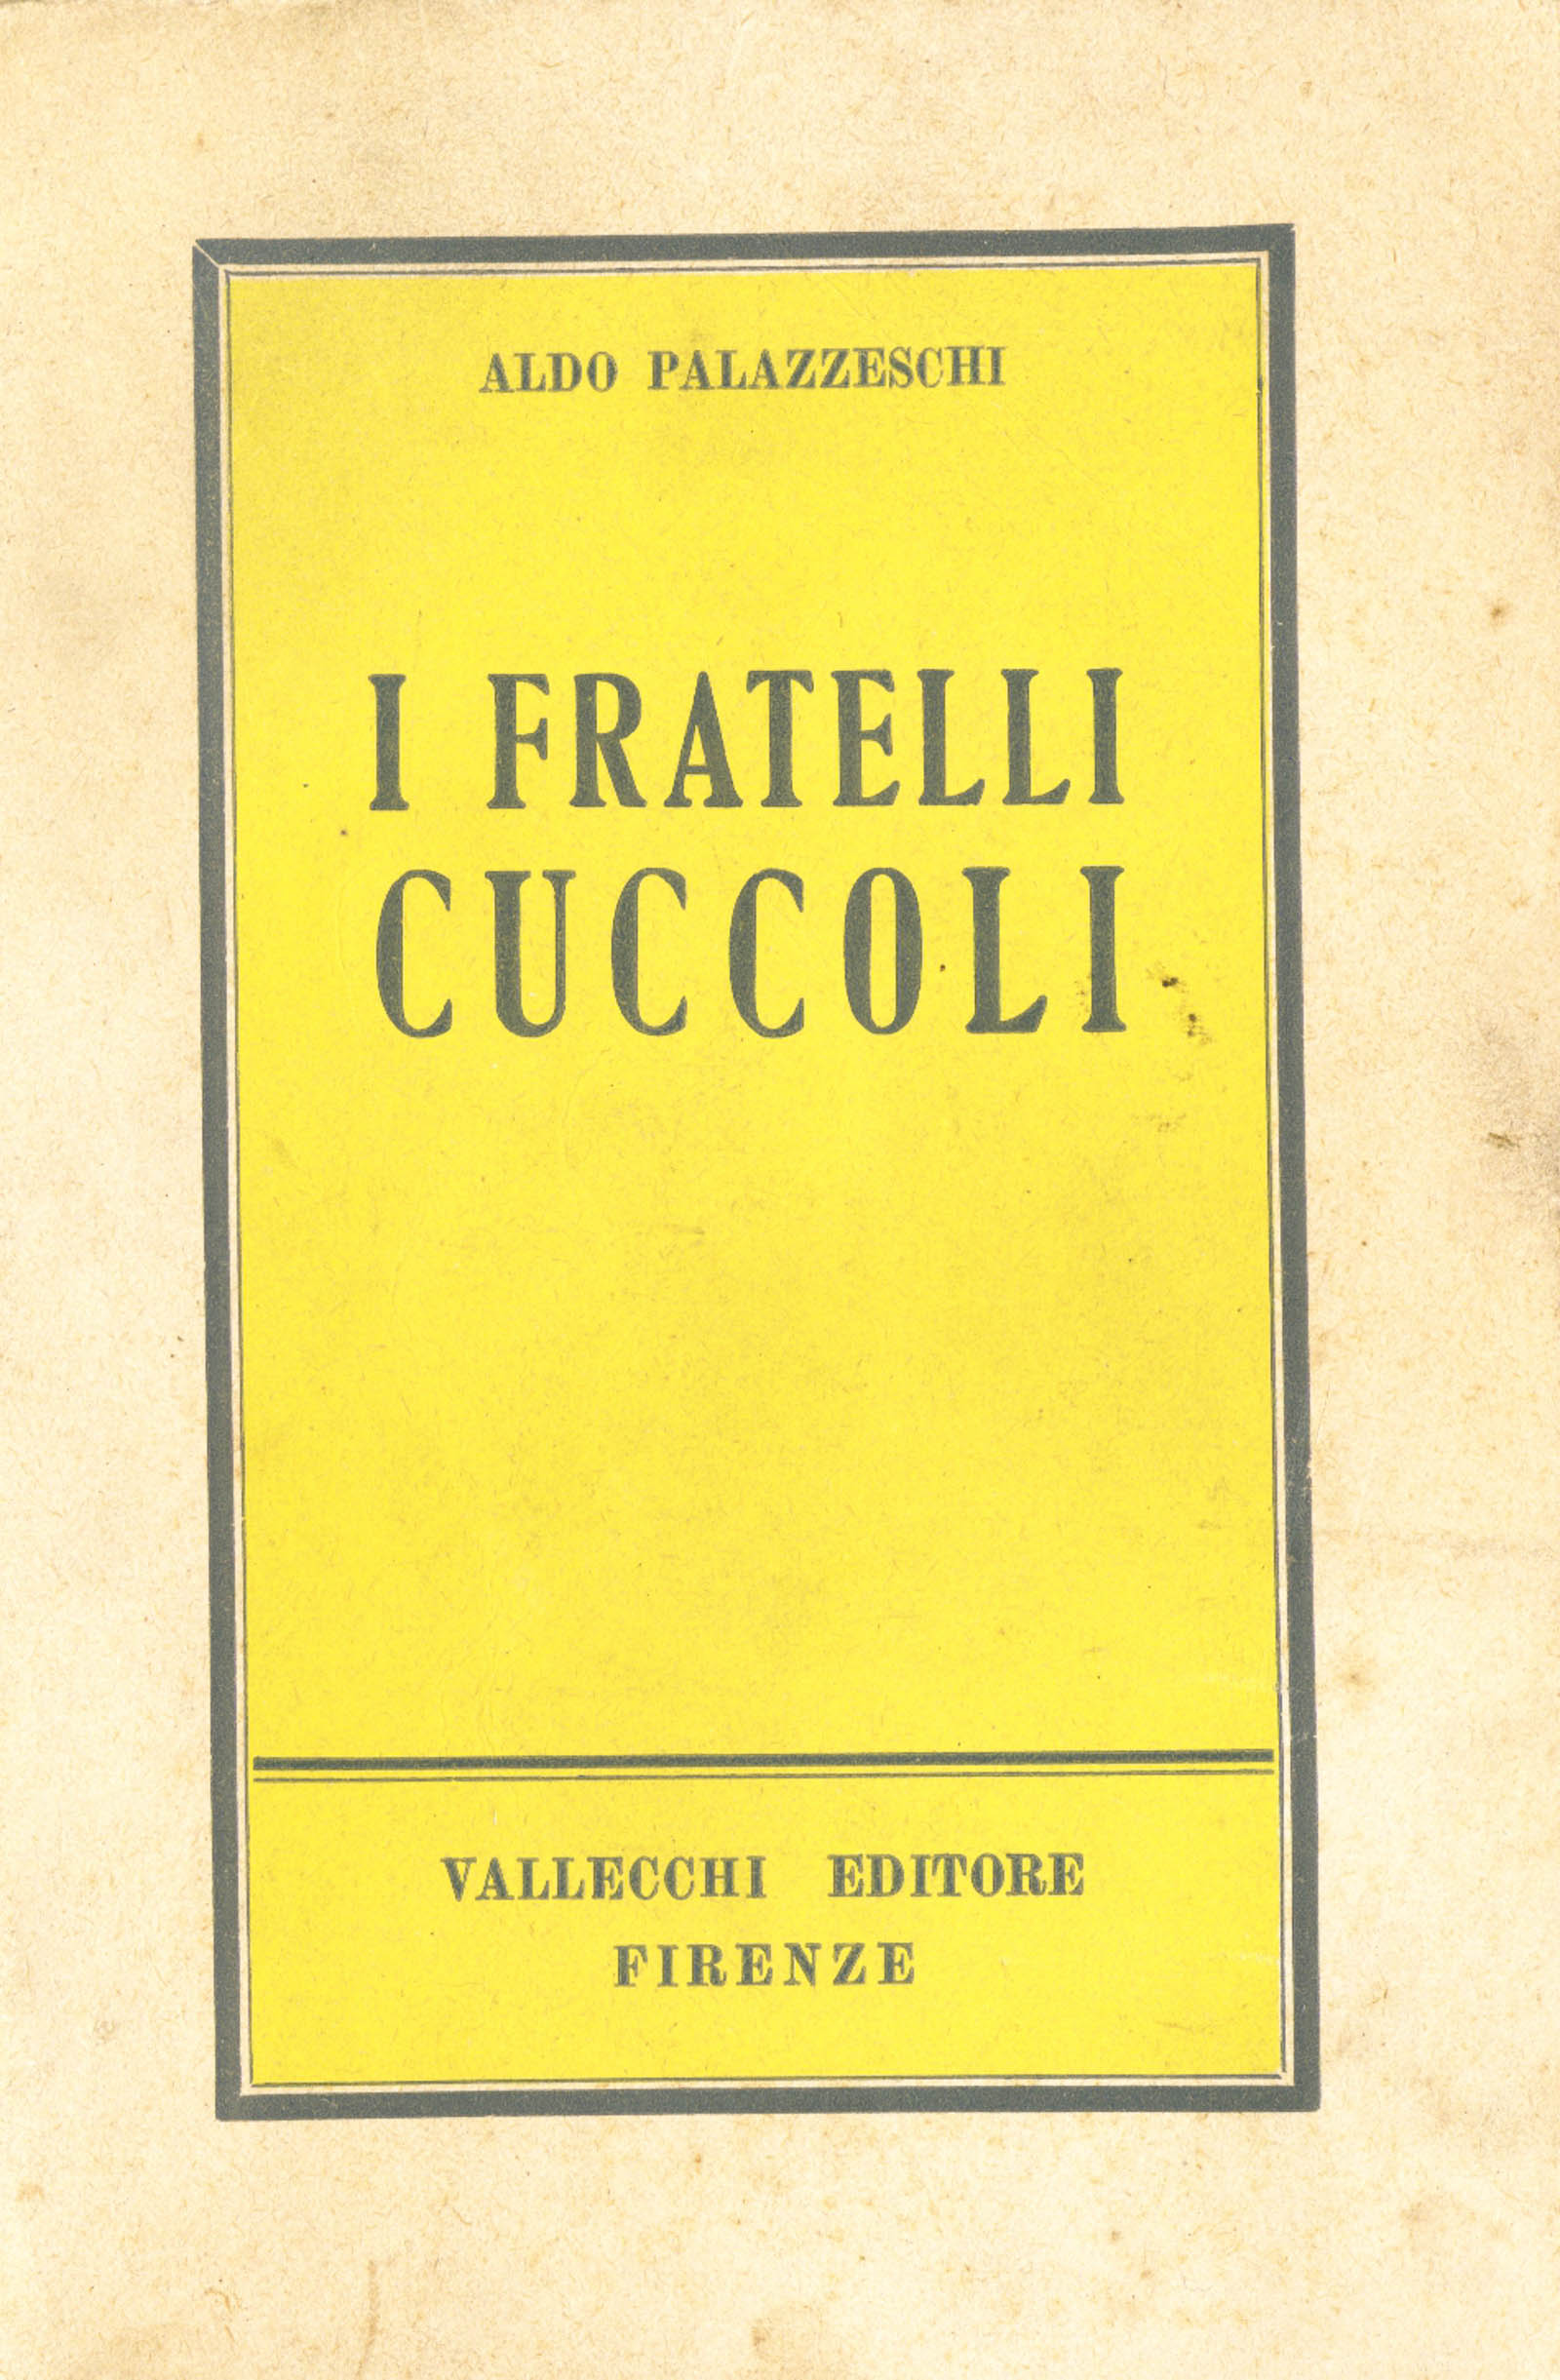 ALDO PALAZZESCHI
I FRATELLI
CUCCOLI
VALLECCHI EDITORE
FIRENZE